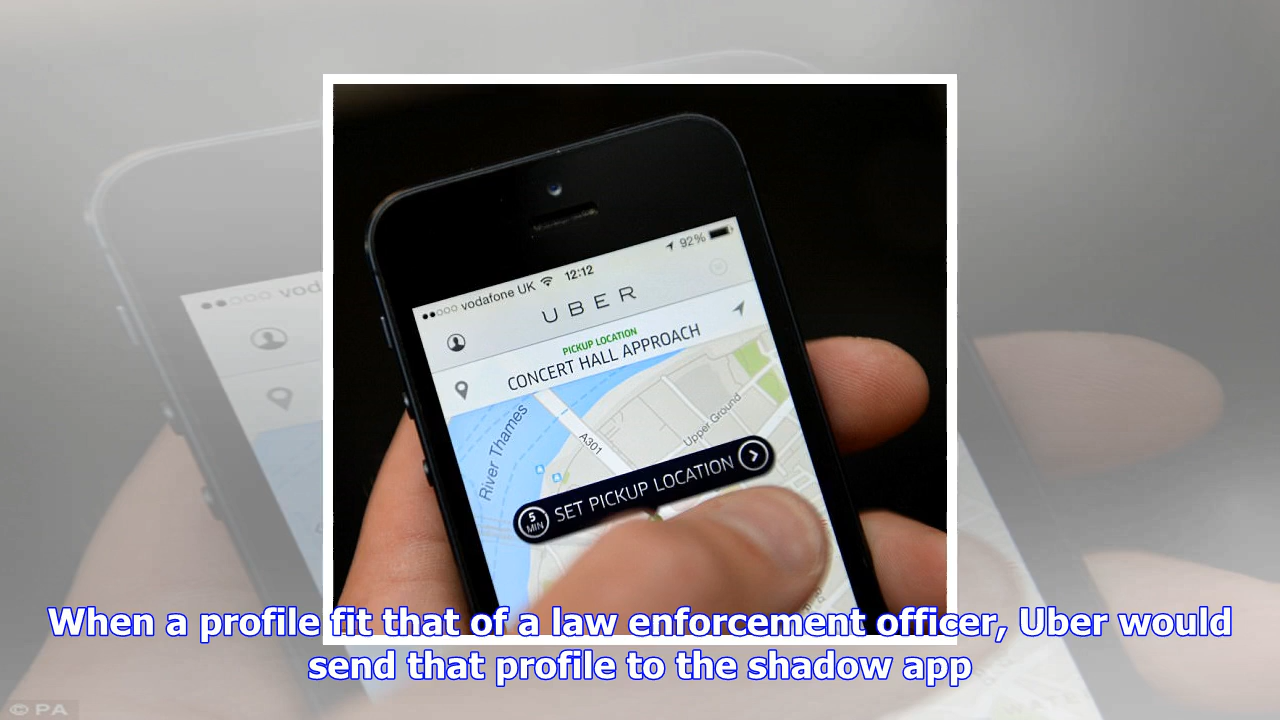 vodafone UK 12:12 92%
UBER
PICKUP LOCATION
CONCERT HALL APPROACH
River Thames
A301
Upper Ground
5 MIN SET PICKUP LOCATION
When a profile fit that of a law enforcement officer, Uber would
send that profile to the shadow app
vod
© PA